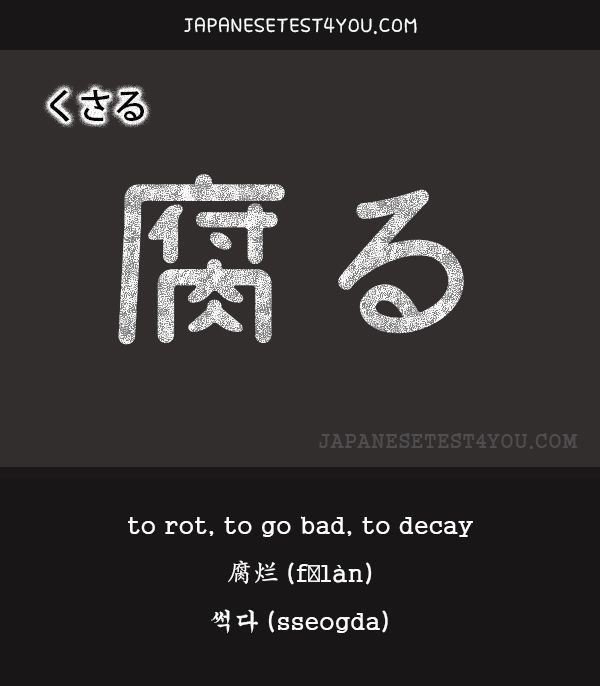 JAPANESETEST4YOU.COM
くさる
腐る
JAPANESETEST4YOU.COM
to rot, to go bad, to decay
腐烂 (f□làn)
썩다 (sseogda)